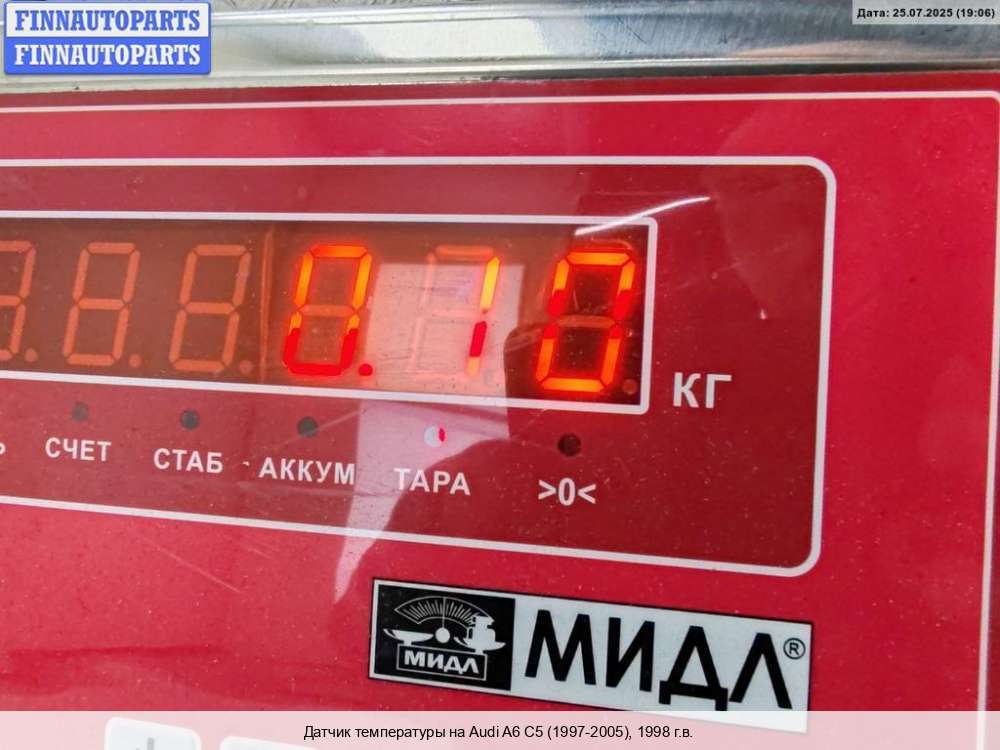 FINNAUTOPARTS
FINNAUTOPARTS
Дата: 25.07.2025 (19:06)
0.10
КГ
СЧЕТ СТАБ АККУМ ТАРА >0<
МИДЛ МИДЛ®
Датчик температуры на Audi A6 C5 (1997-2005), 1998 г.в.